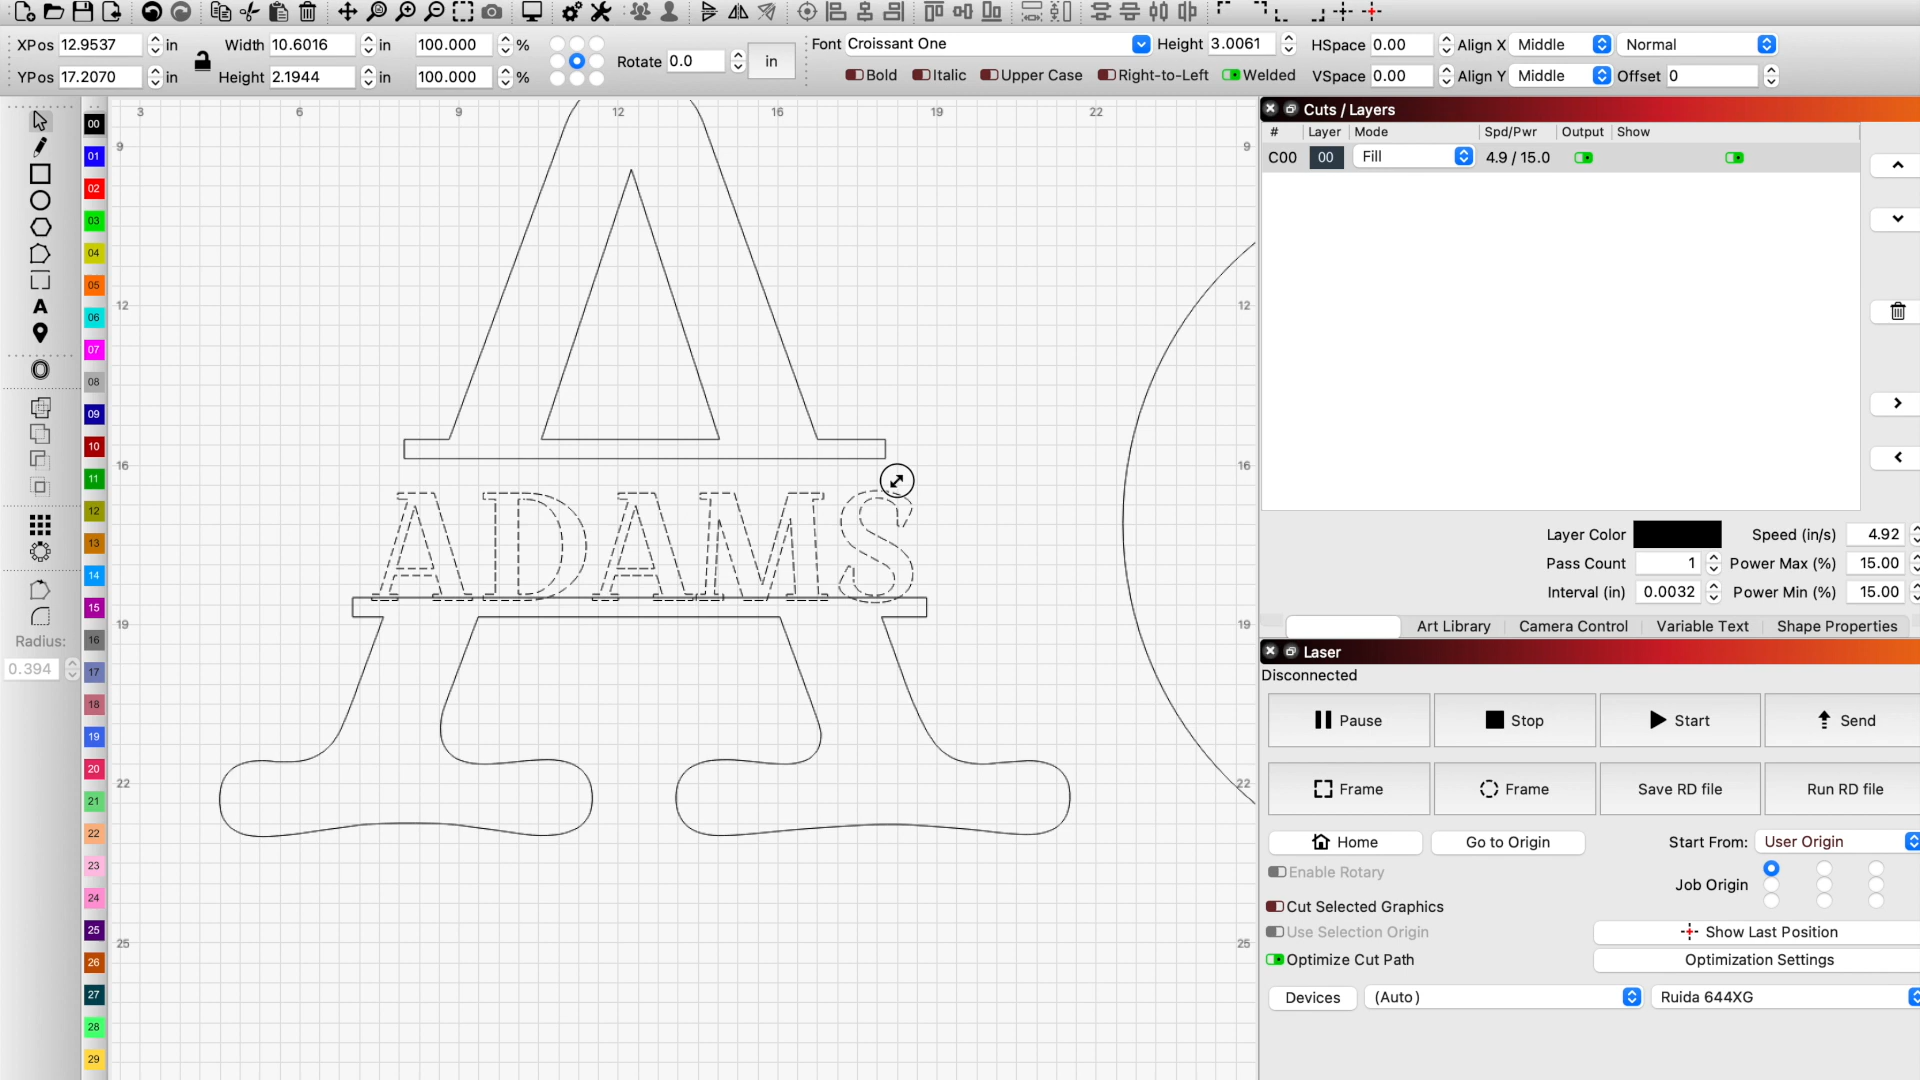 XPos 12.9537 in Width 10.6016 in 100.000 % Rotate 0.0 in Font Croissant One Height 3.0061 HSpace 0.00 Align X Middle Normal
YPos 17.2070 in Height 2.1944 in 100.000 % Bold Italic Upper Case Right-to-Left Welded VSpace 0.00 Align Y Middle Offset 0
3 6 9 12 16 19 22
9 9
12 12
16 16
19 19
22 22
25 25
A
ADAMS
00
01
02
03
04
05
06
07
08
09
10
11
12
13
14
15
16
17
18
19
20
21
22
23
24
25
26
27
28
29
A
Radius:
0.394
Cuts / Layers
# Layer Mode Spd/Pwr Output Show
C00 00 Fill 4.9 / 15.0
Layer Color Speed (in/s) 4.92
Pass Count 1 Power Max (%) 15.00
Interval (in) 0.0032 Power Min (%) 15.00
Art Library Camera Control Variable Text Shape Properties
Laser
Disconnected
Pause Stop Start Send
Frame Frame Save RD file Run RD file
Home Go to Origin Start From: User Origin
Enable Rotary
Job Origin
Cut Selected Graphics
Use Selection Origin
Show Last Position
Optimize Cut Path
Optimization Settings
Devices (Auto) Ruida 644XG